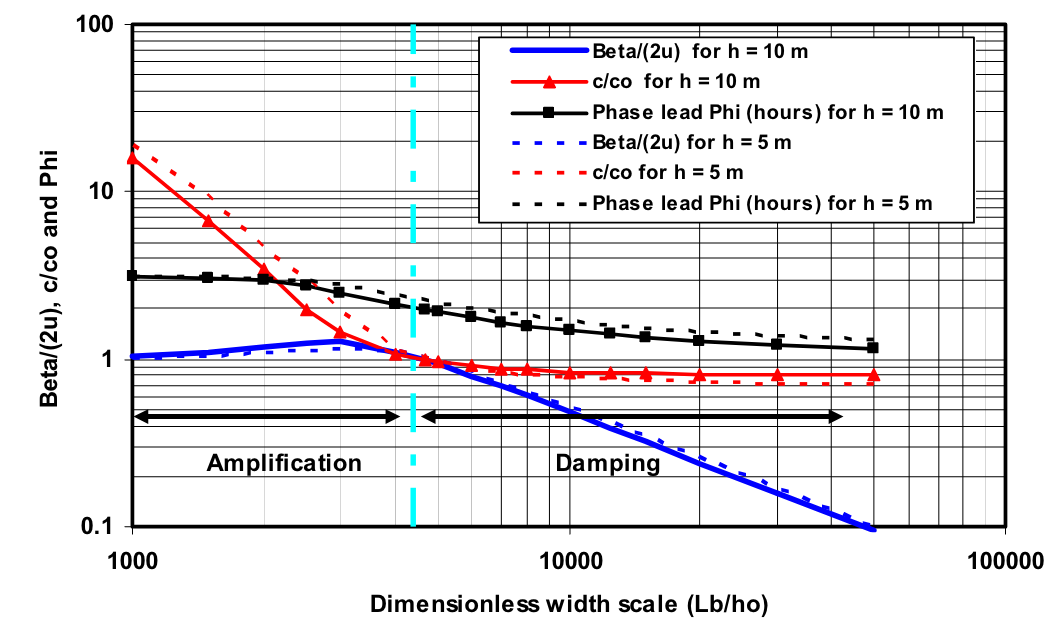 100
10
1
0.1
Beta/(2u), c/co and Phi
Beta/(2u) for h = 10 m
c/co for h = 10 m
Phase lead Phi (hours) for h = 10 m
Beta/(2u) for h = 5 m
c/co for h = 5 m
Phase lead Phi (hours) for h = 5 m
Amplification
Damping
1000
10000
100000
Dimensionless width scale (Lb/ho)